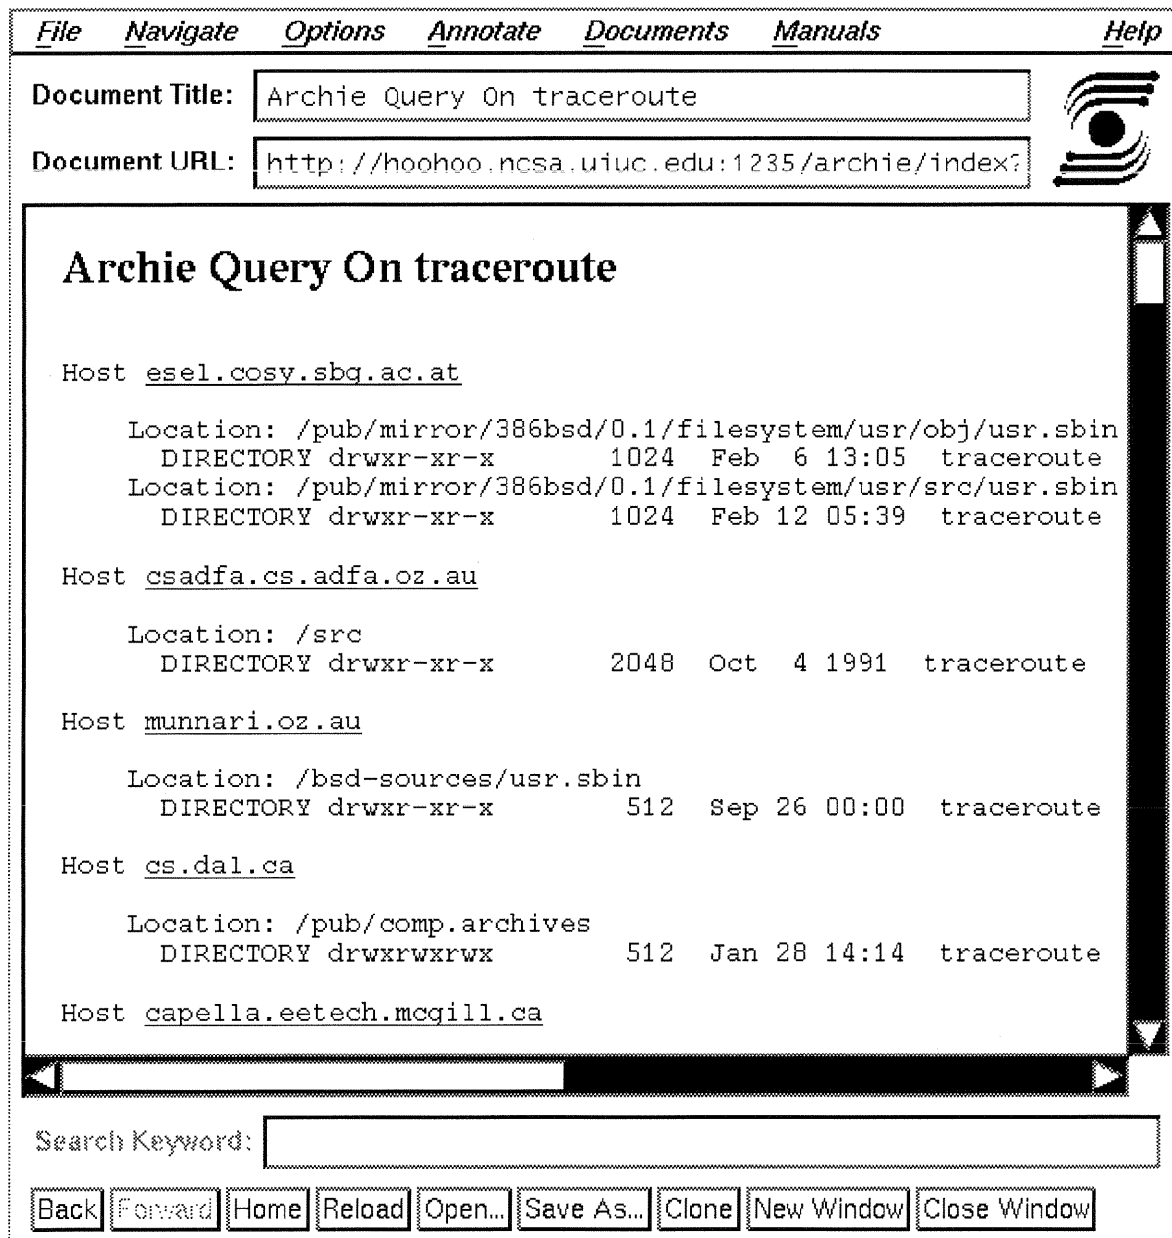 File Navigate Options Annotate Documents Manuals Help
Document Title: Archie Query On traceroute
Document URL: http://hoohoo.ncsa.uiuc.edu:1235/archie/index?
Archie Query On traceroute
Host esel.cosy.sbg.ac.at
Location: /pub/mirror/386bsd/0.1/filesystem/usr/obj/usr.sbin
DIRECTORY drwxr-xr-x 1024 Feb 6 13:05 traceroute
Location: /pub/mirror/386bsd/0.1/filesystem/usr/src/usr.sbin
DIRECTORY drwxr-xr-x 1024 Feb 12 05:39 traceroute
Host csadfa.cs.adfa.oz.au
Location: /src
DIRECTORY drwxr-xr-x 2048 Oct 4 1991 traceroute
Host munnari.oz.au
Location: /bsd-sources/usr.sbin
DIRECTORY drwxr-xr-x 512 Sep 26 00:00 traceroute
Host cs.dal.ca
Location: /pub/comp.archives
DIRECTORY drwxrwxrwx 512 Jan 28 14:14 traceroute
Host capella.eetech.mcgill.ca
Search Keyword:
Back Forward Home Reload Open... Save As... Clone New Window Close Window